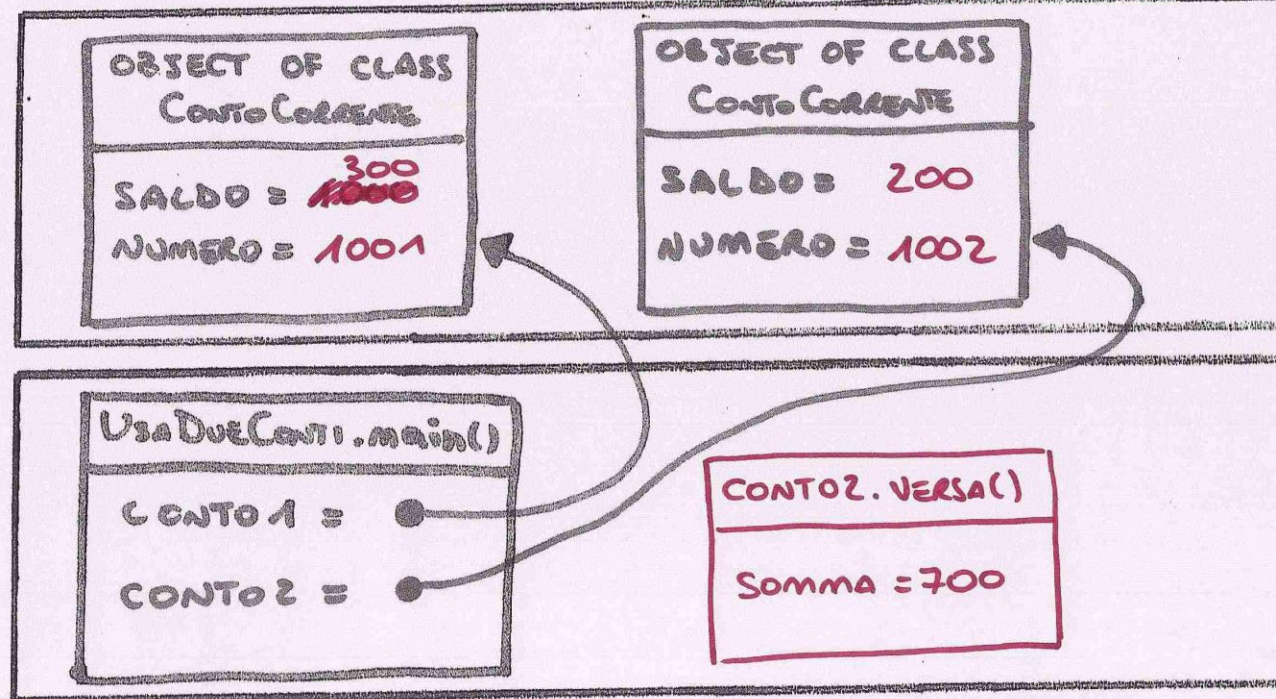 OBJECT OF CLASS
ContoCorrente
300
SALDO = 1000
NUMERO = 1001
OBJECT OF CLASS
ContoCorrente
SALDO = 200
NUMERO = 1002
UsaDueConti.main()
CONTO1 =
CONTO2 =
CONTO2.VERSA()
SOMMA = 700